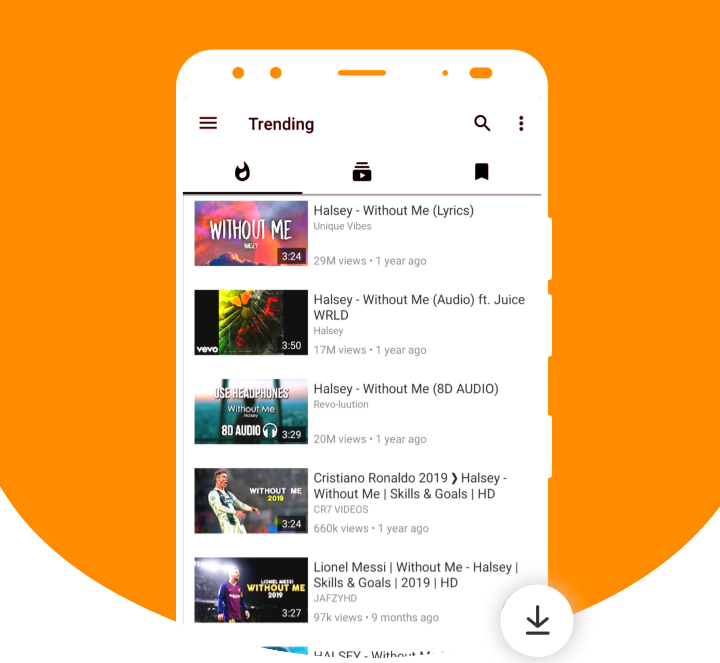 Trending
WITHOUT ME
HALSEY
3:24
Halsey - Without Me (Lyrics)
Unique Vibes
29M views • 1 year ago
vevo
3:50
Halsey - Without Me (Audio) ft. Juice
WRLD
Halsey
17M views • 1 year ago
USE HEADPHONES
Without Me
Halsey
8D AUDIO
3:29
Halsey - Without Me (8D AUDIO)
Revo-luution
20M views • 1 year ago
WITHOUT ME
2019
3:24
Cristiano Ronaldo 2019 ❯ Halsey -
Without Me | Skills & Goals | HD
CR7 VIDEOS
660k views • 1 year ago
LIONEL MESSI
WITHOUT ME
2019
3:27
Lionel Messi | Without Me - Halsey |
Skills & Goals | 2019 | HD
JAFZYHD
97k views • 9 months ago
HALSEY - Without